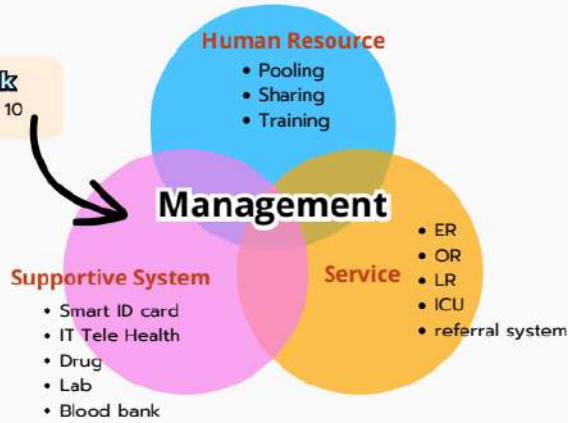 k
10
Human Resource
• Pooling
• Sharing
• Training
Management
Supportive System
• Smart ID card
• IT Tele Health
• Drug
• Lab
• Blood bank
Service
• ER
• OR
• LR
• ICU
• referral system